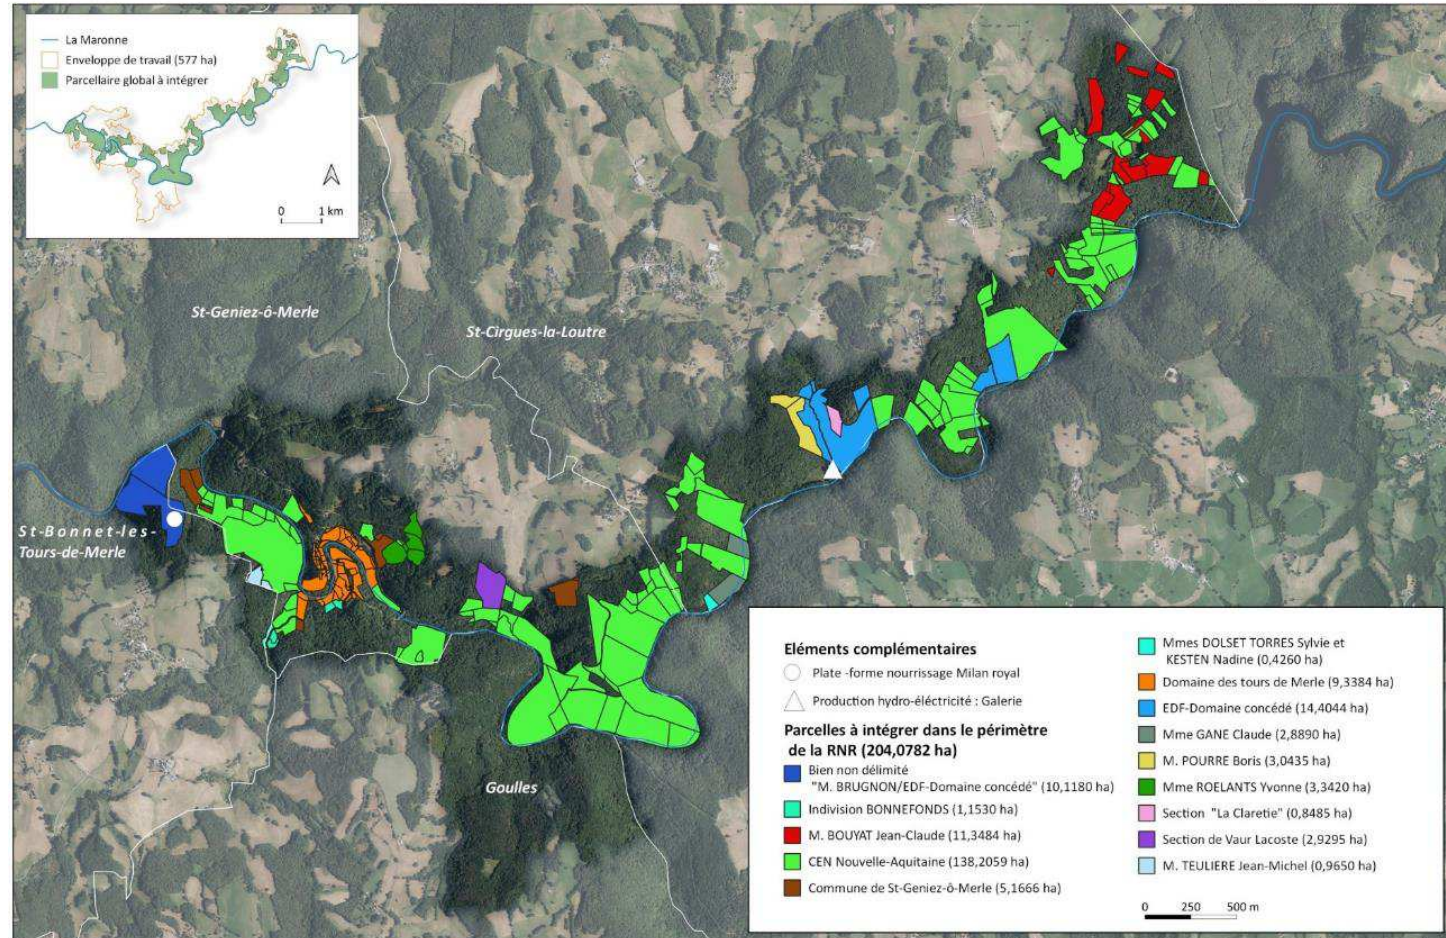 La Maronne
Enveloppe de travail (577 ha)
Parcellaire global à intégrer
0 1 km
St-Geniez-ô-Merle
St-Cirgues-la-Loutre
St-Bonnet-les-
Tours-de-Merle
Goulles
Eléments complémentaires
Plate -forme nourrissage Milan royal
Production hydro-éléctricité : Galerie
Parcelles à intégrer dans le périmètre
de la RNR (204,0782 ha)
Bien non délimité
"M. BRUGNON/EDF-Domaine concédé" (10,1180 ha)
Indivision BONNEFONDS (1,1530 ha)
M. BOUYAT Jean-Claude (11,3484 ha)
CEN Nouvelle-Aquitaine (138,2059 ha)
Commune de St-Geniez-ô-Merle (5,1666 ha)
Mmes DOLSET TORRES Sylvie et
KESTEN Nadine (0,4260 ha)
Domaine des tours de Merle (9,3384 ha)
EDF-Domaine concédé (14,4044 ha)
Mme GANE Claude (2,8890 ha)
M. POURRE Boris (3,0435 ha)
Mme ROELANTS Yvonne (3,3420 ha)
Section "La Claretie" (0,8485 ha)
Section de Vaur Lacoste (2,9295 ha)
M. TEULIERE Jean-Michel (0,9650 ha)
0 250 500 m